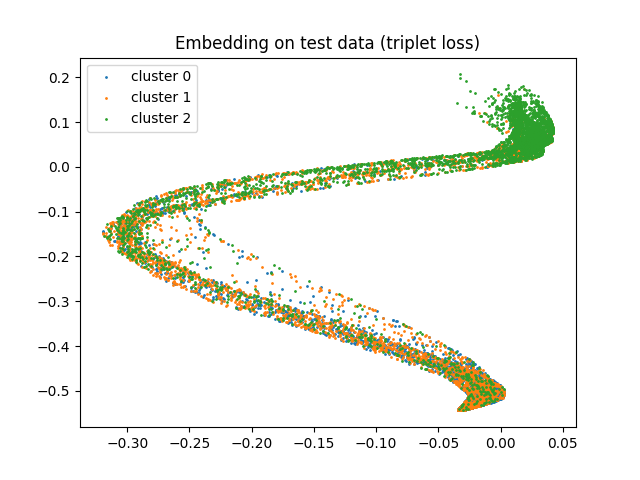 Embedding on test data (triplet loss)
cluster 0
cluster 1
cluster 2
0.2
0.1
0.0
−0.1
−0.2
−0.3
−0.4
−0.5
−0.30 −0.25 −0.20 −0.15 −0.10 −0.05 0.00 0.05